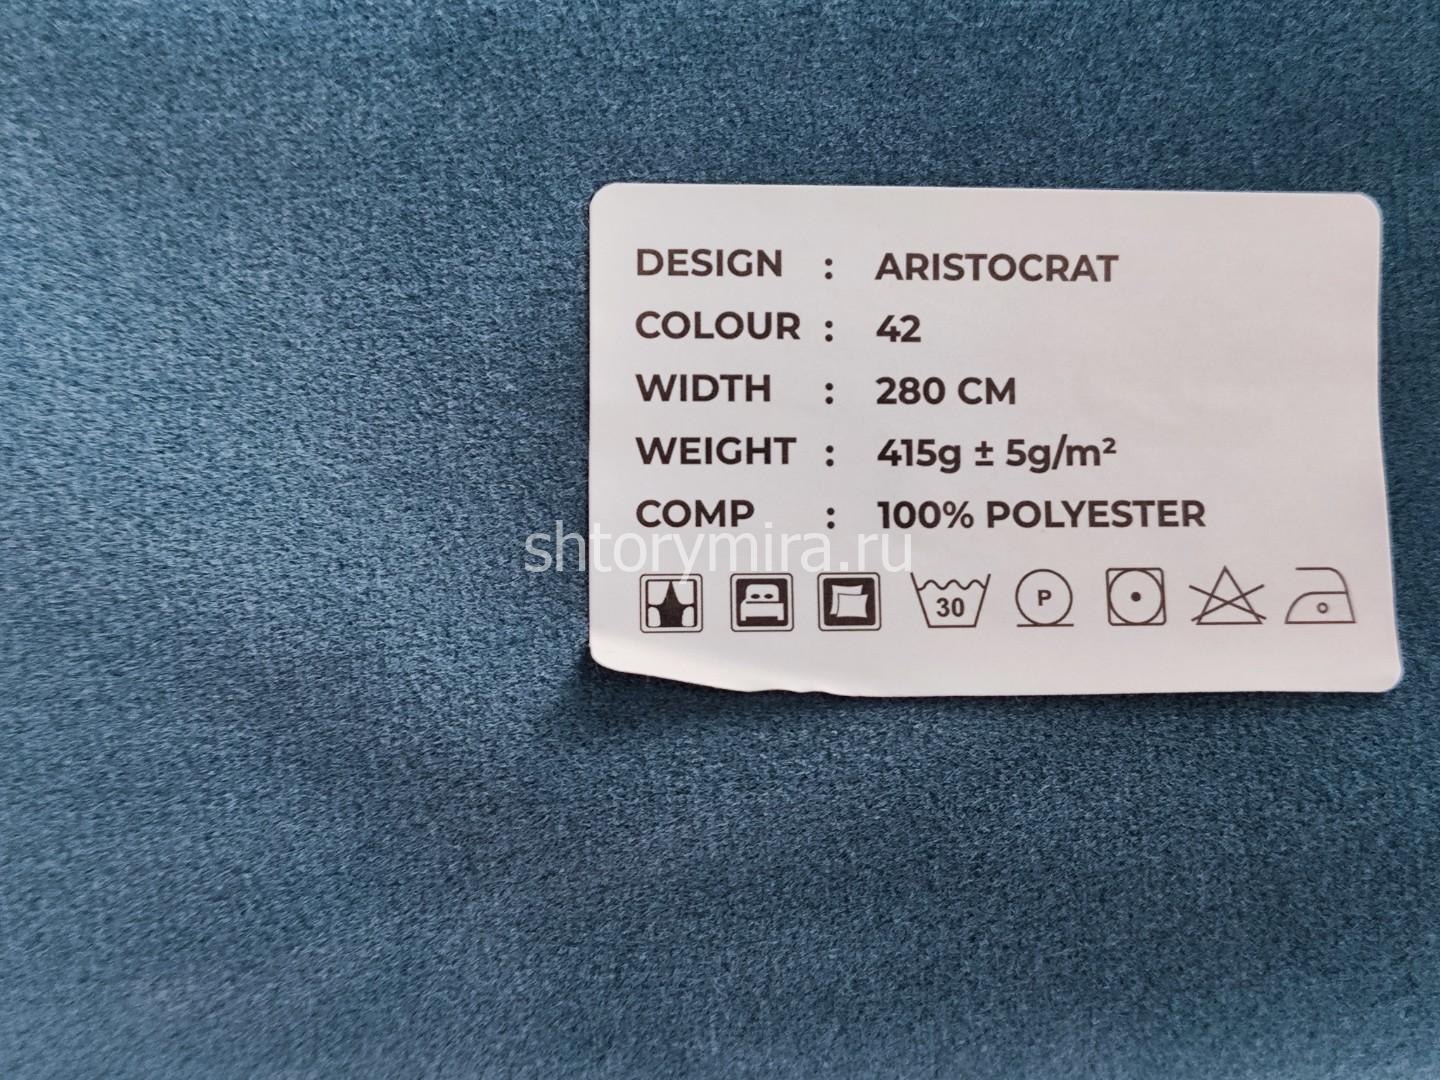 DESIGN : ARISTOCRAT
COLOUR : 42
WIDTH : 280 CM
WEIGHT : 415g ± 5g/m²
COMP : 100% POLYESTER
shtorymira.ru
30 P